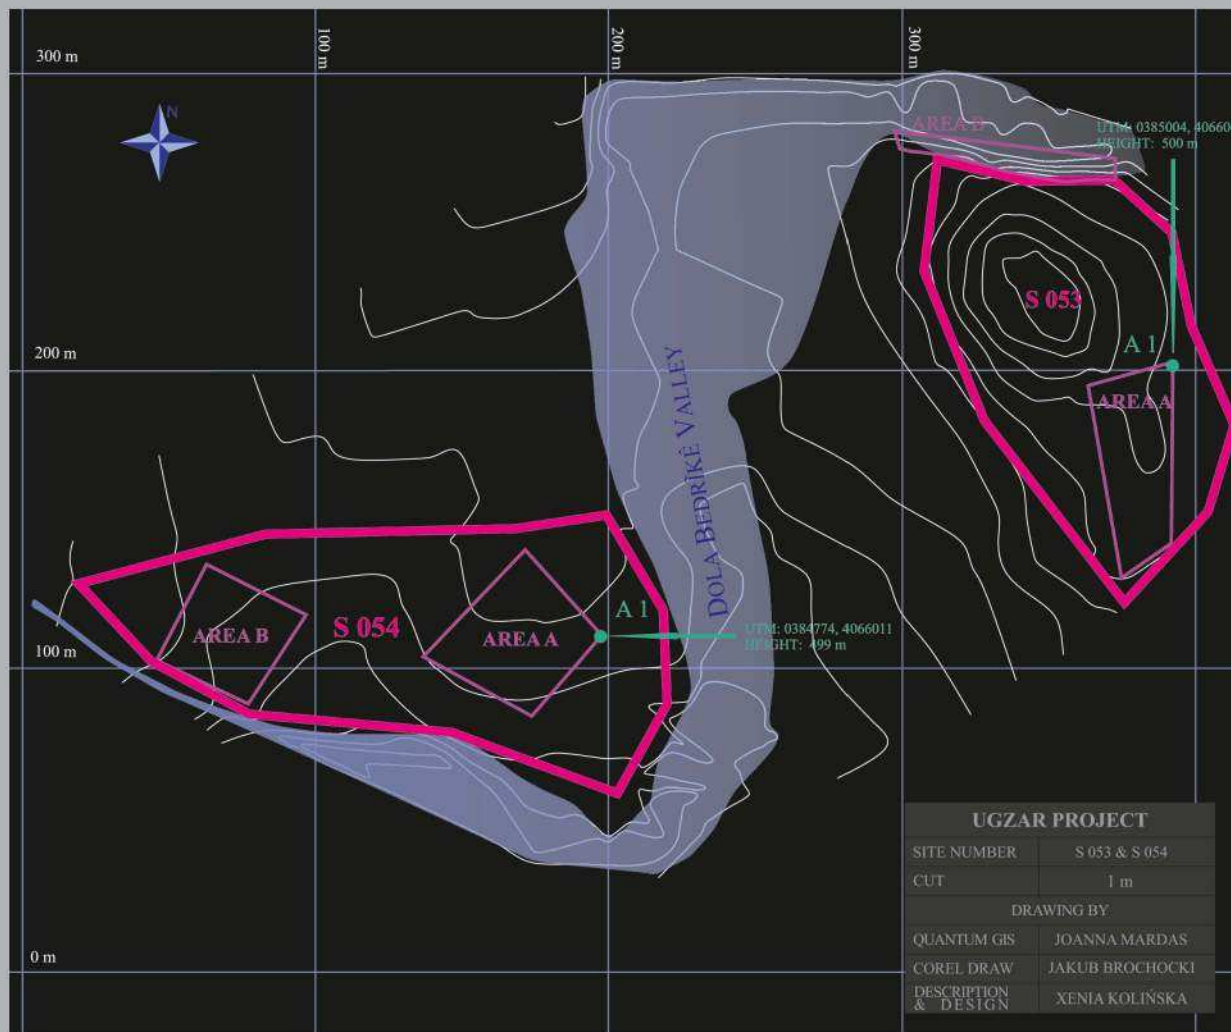 100 m
200 m
300 m
300 m
N
AREA B
UTM: 0385004, 40660
HEIGHT: 500 m
S 053
200 m
A 1
AREA A
DOLA BEDRÎKÊ VALLEY
A 1
S 054
AREA B
AREA A
UTM: 0384774, 4066011
HEIGHT: 499 m
100 m
0 m
UGZAR PROJECT
SITE NUMBER S 053 & S 054
CUT 1 m
DRAWING BY
QUANTUM GIS JOANNA MARDAS
COREL DRAW JAKUB BROCHOCKI
DESCRIPTION
& DESIGN XENIA KOLIŃSKA